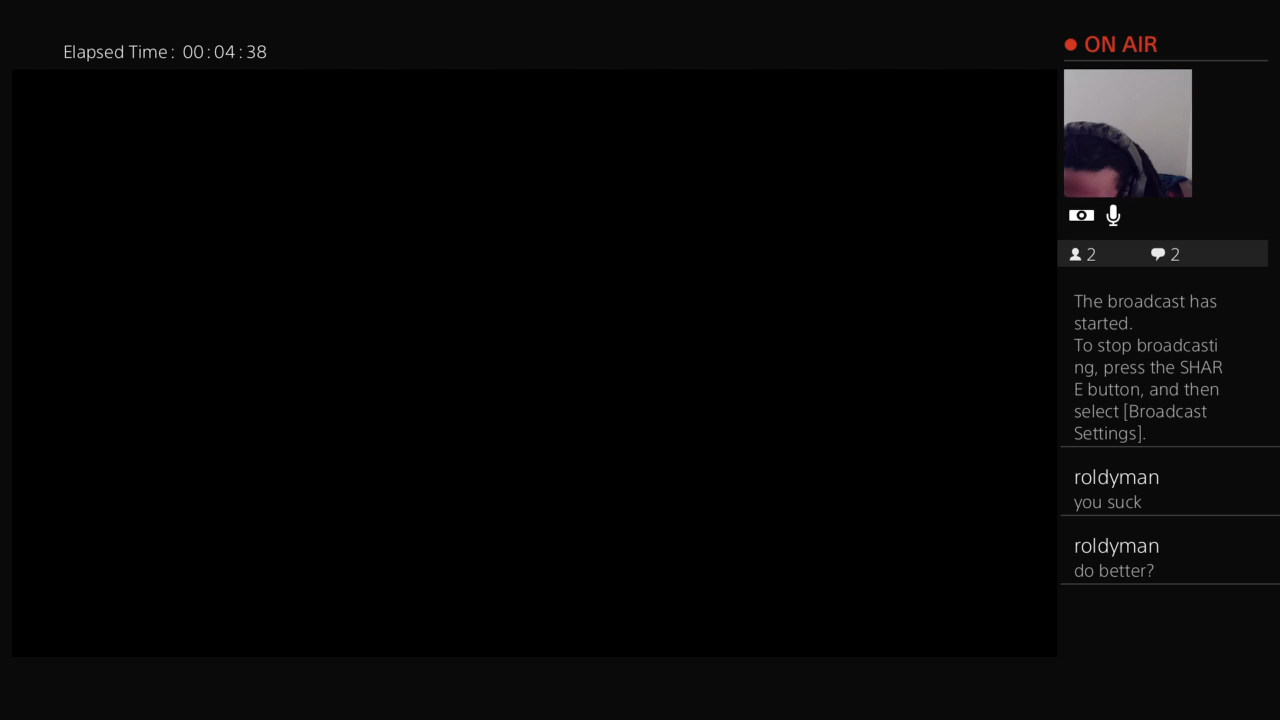 Elapsed Time: 00:04:38
ON AIR
2 2
The broadcast has
started.
To stop broadcasti
ng, press the SHAR
E button, and then
select [Broadcast
Settings].
roldyman
you suck
roldyman
do better?